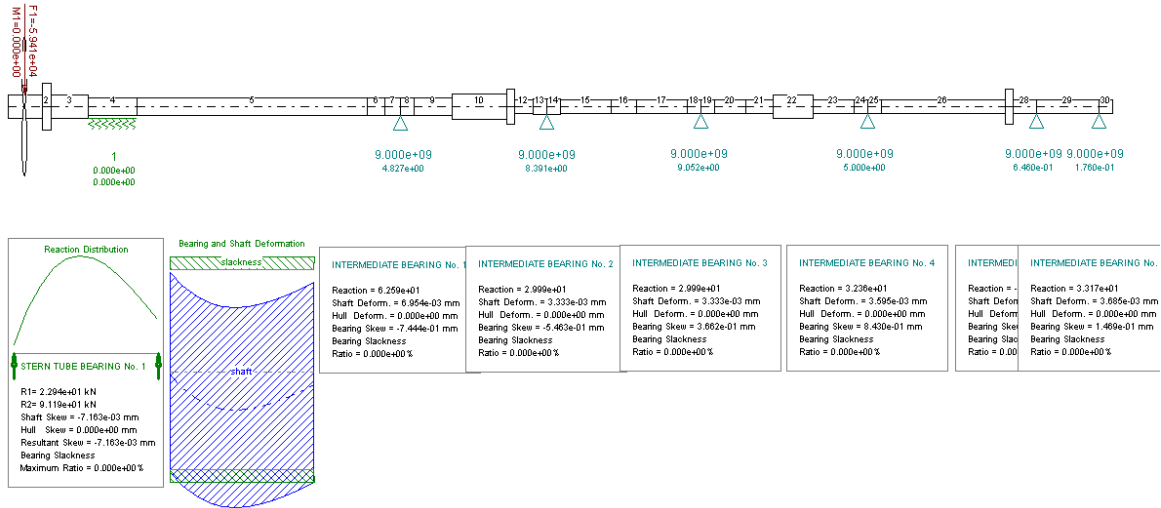 F1=-5.941e+04
M1=0.000e+00
2 3 4 5 6 7 8 9 10 12 13 14 15 16 17 18 19 20 21 22 23 24 25 26 28 29 30
1
0.000e+00
0.000e+00
9.000e+09
4.827e+00
9.000e+09
8.391e+00
9.000e+09
9.052e+00
9.000e+09
5.000e+00
9.000e+09
6.460e-01
9.000e+09
1.760e-01
Reaction Distribution
STERN TUBE BEARING No. 1
R1= 2.294e+01 kN
R2= 9.119e+01 kN
Shaft Skew = -7.163e-03 mm
Hull Skew = 0.000e+00 mm
Resultant Skew = -7.163e-03 mm
Bearing Slackness
Maximum Ratio = 0.000e+00%
Bearing and Shaft Deformation
slackness
shaft
INTERMEDIATE BEARING No. 1
Reaction = 6.259e+01
Shaft Deform. = 6.954e-03 mm
Hull Deform. = 0.000e+00 mm
Bearing Skew = -7.444e-01 mm
Bearing Slackness
Ratio = 0.000e+00%
INTERMEDIATE BEARING No. 2
Reaction = 2.999e+01
Shaft Deform. = 3.333e-03 mm
Hull Deform. = 0.000e+00 mm
Bearing Skew = -5.463e-01 mm
Bearing Slackness
Ratio = 0.000e+00%
INTERMEDIATE BEARING No. 3
Reaction = 2.999e+01
Shaft Deform. = 3.333e-03 mm
Hull Deform. = 0.000e+00 mm
Bearing Skew = 3.662e-01 mm
Bearing Slackness
Ratio = 0.000e+00%
INTERMEDIATE BEARING No. 4
Reaction = 3.236e+01
Shaft Deform. = 3.595e-03 mm
Hull Deform. = 0.000e+00 mm
Bearing Skew = 8.430e-01 mm
Bearing Slackness
Ratio = 0.000e+00%
INTERMEDI
Reaction = -
Shaft Deform
Hull Deform.
Bearing Skew
Bearing Slac
Ratio = 0.00
INTERMEDIATE BEARING No.
Reaction = 3.317e+01
Shaft Deform. = 3.685e-03 mm
Hull Deform. = 0.000e+00 mm
Bearing Skew = 1.469e-01 mm
Bearing Slackness
Ratio = 0.000e+00%